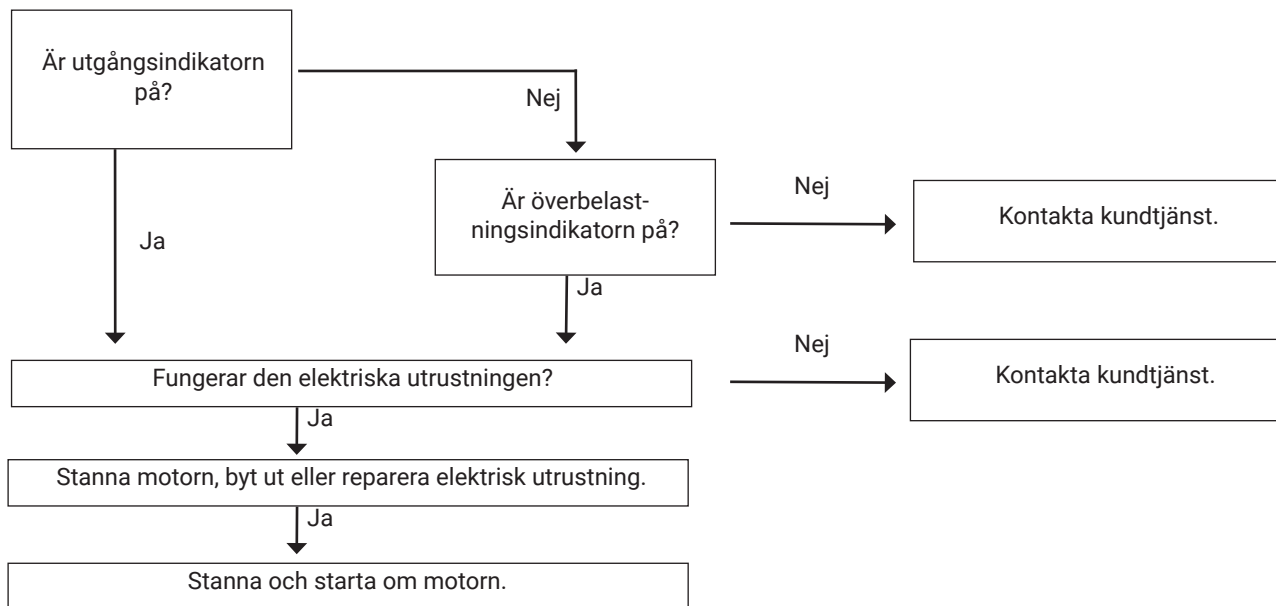 Är utgångsindikatorn
på?
Nej
Är överbelast-
ningsindikatorn på?
Nej
Kontakta kundtjänst.
Ja
Ja
Fungerar den elektriska utrustningen?
Nej
Kontakta kundtjänst.
Ja
Stanna motorn, byt ut eller reparera elektrisk utrustning.
Ja
Stanna och starta om motorn.